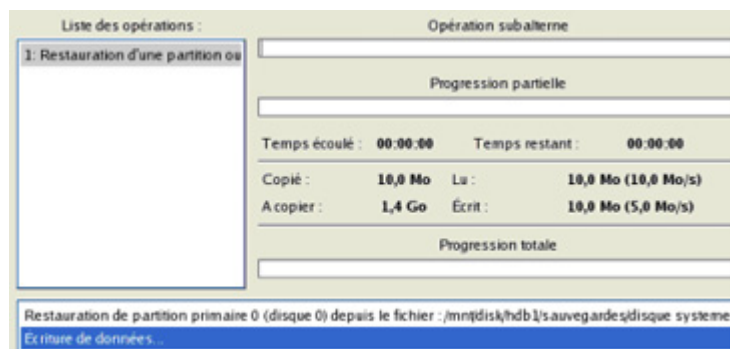 Liste des opérations :
1: Restauration d'une partition ou
Opération subalterne
Progression partielle
Temps écoulé : 00:00:00 Temps restant : 00:00:00
Copié : 10,0 Mo Lu : 10,0 Mo (10,0 Mo/s)
A copier : 1,4 Go Écrit : 10,0 Mo (5,0 Mo/s)
Progression totale
Restauration de partition primaire 0 (disque 0) depuis le fichier : /mnt/disk/hdb1/sauvegardes/disque systeme
Ecriture de données...